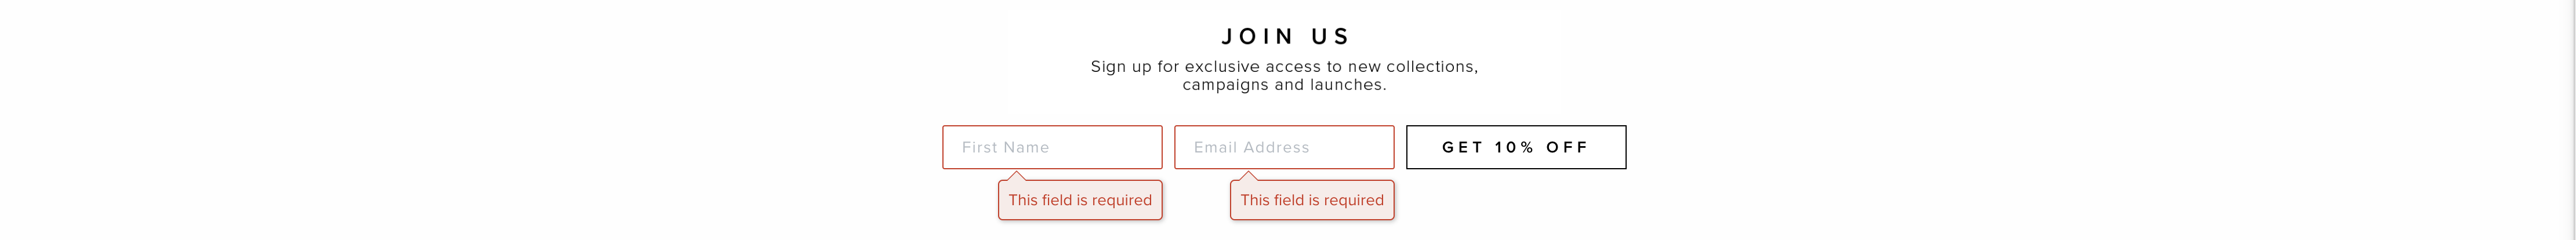 JOIN US
Sign up for exclusive access to new collections,
campaigns and launches.
First Name
Email Address
GET 10% OFF
This field is required
This field is required